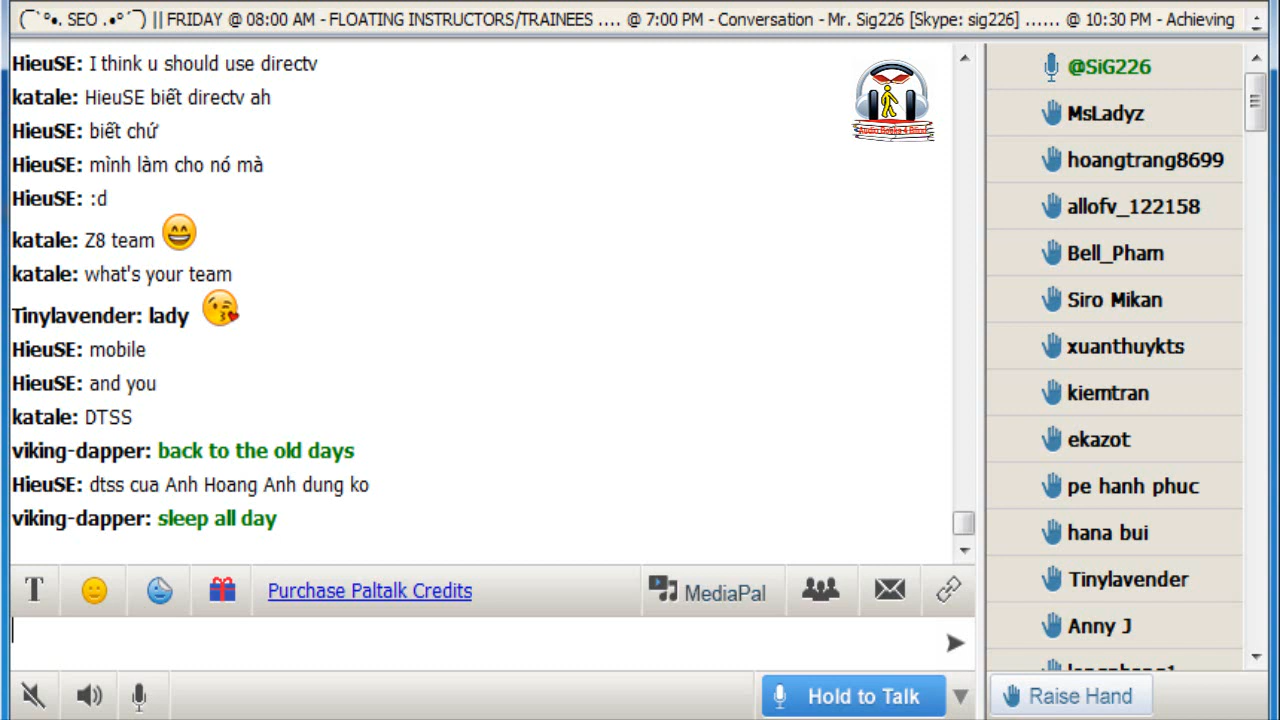 (¯`°•. SEO .•°´¯) || FRIDAY @ 08:00 AM - FLOATING INSTRUCTORS/TRAINEES .... @ 7:00 PM - Conversation - Mr. Sig226 [Skype: sig226] ...... @ 10:30 PM - Achieving
HieuSE: I think u should use directv
katale: HieuSE biết directv ah
HieuSE: biết chứ
HieuSE: mình làm cho nó mà
HieuSE: :d
katale: Z8 team
katale: what's your team
Tinylavender: lady
HieuSE: mobile
HieuSE: and you
katale: DTSS
viking-dapper: back to the old days
HieuSE: dtss cua Anh Hoang Anh dung ko
viking-dapper: sleep all day
Audio Books 4 Blind
@SiG226
MsLadyz
hoangtrang8699
allofv_122158
Bell_Pham
Siro Mikan
xuanthuykts
kiemtran
ekazot
pe hanh phuc
hana bui
Tinylavender
Anny J
T
Purchase Paltalk Credits
MediaPal
Hold to Talk
Raise Hand